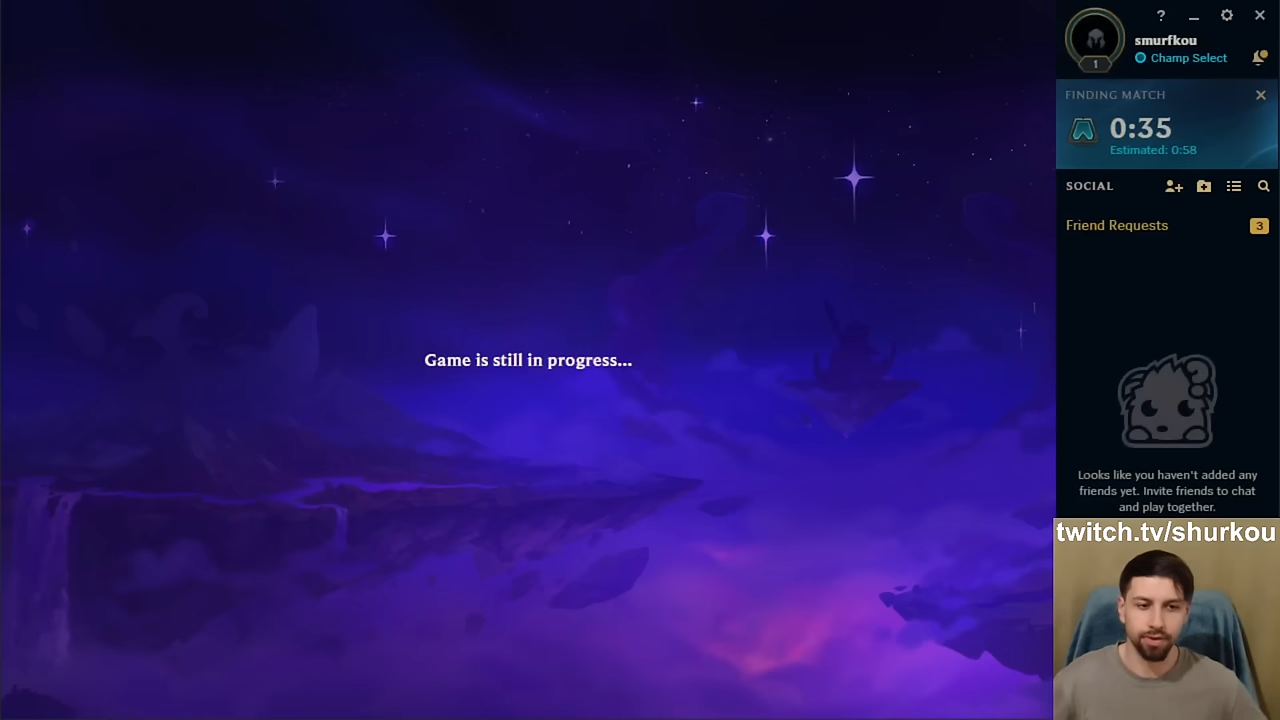 ?
smurfkou
1
Champ Select
FINDING MATCH
0:35
Estimated: 0:58
SOCIAL
Friend Requests
3
Game is still in progress...
Looks like you haven't added any
friends yet. Invite friends to chat
and play together.
twitch.tv/shurkou